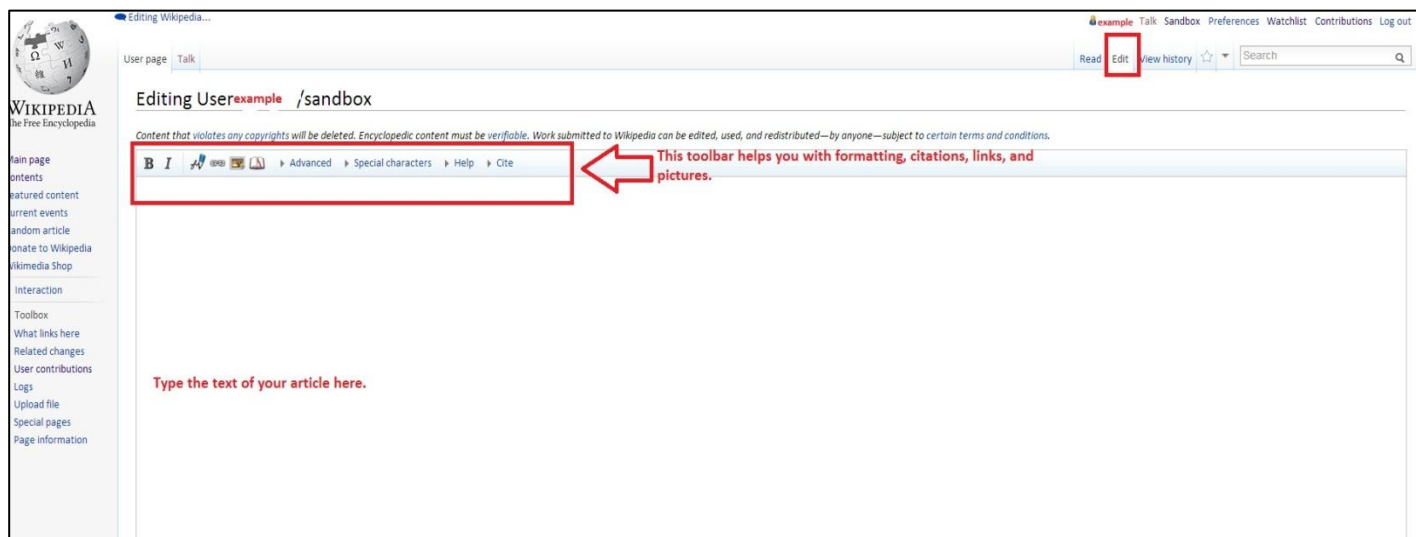 Editing Wikipedia...
example Talk Sandbox Preferences Watchlist Contributions Log out
User page Talk
Read Edit View history Search
WIKIPEDIA
The Free Encyclopedia
Editing User example /sandbox
Content that violates any copyrights will be deleted. Encyclopedic content must be verifiable. Work submitted to Wikipedia can be edited, used, and redistributed—by anyone—subject to certain terms and conditions.
B I Advanced Special characters Help Cite
This toolbar helps you with formatting, citations, links, and
pictures.
Main page
ontents
eatured content
urrent events
andom article
onate to Wikipedia
Wikimedia Shop
Interaction
Toolbox
What links here
Related changes
User contributions
Logs
Upload file
Special pages
Page information
Type the text of your article here.